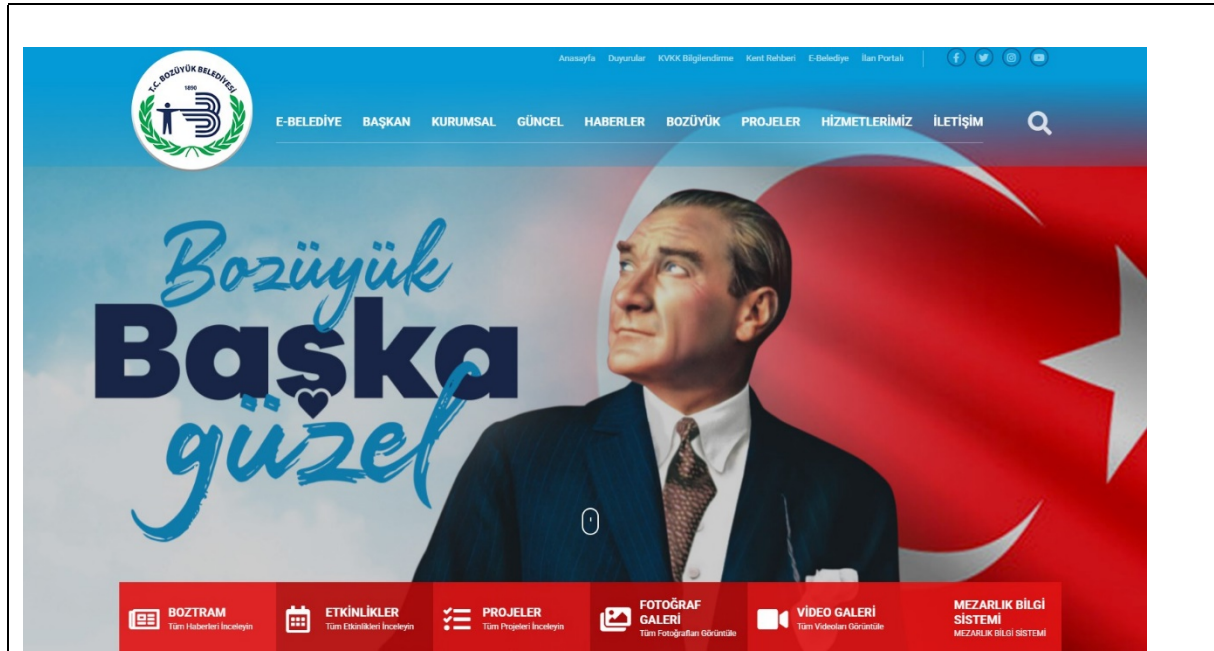 T.C. BOZÜYÜK BELEDİYESİ
1890
Anasayfa Duyurular KVKK Bilgilendirme Kent Rehberi E-Belediye İlan Portalı
E-BELEDİYE BAŞKAN KURUMSAL GÜNCEL HABERLER BOZÜYÜK PROJELER HİZMETLERİMİZ İLETİŞİM
Bozüyük
Başka
güzel
BOZTRAM
Tüm Haberleri İnceleyin
ETKİNLİKLER
Tüm Etkinlikleri İnceleyin
PROJELER
Tüm Projeleri İnceleyin
FOTOĞRAF
GALERİ
Tüm Fotoğrafları Görüntüle
VİDEO GALERİ
Tüm Videoları Görüntüle
MEZARLIK BİLGİ
SİSTEMİ
MEZARLIK BİLGİ SİSTEMİ